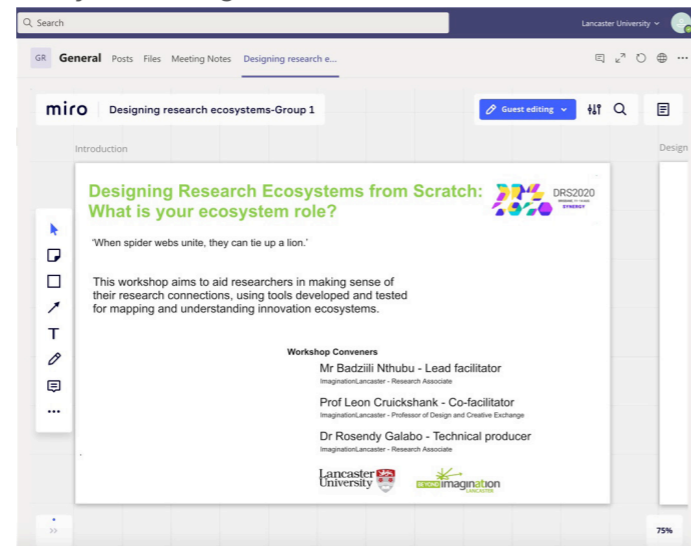 Search
Lancaster University
GR General Posts Files Meeting Notes Designing research e...
miro Designing research ecosystems-Group 1
Guest editing
Introduction
Design
Designing Research Ecosystems from Scratch:
What is your ecosystem role?
DRS2020
SYNERGY
'When spider webs unite, they can tie up a lion.'
This workshop aims to aid researchers in making sense of
their research connections, using tools developed and tested
for mapping and understanding innovation ecosystems.
Workshop Conveners
Mr Badziili Nthubu - Lead facilitator
ImaginationLancaster - Research Associate
Prof Leon Cruickshank - Co-facilitator
ImaginationLancaster - Professor of Design and Creative Exchange
Dr Rosendy Galabo - Technical producer
ImaginationLancaster - Research Associate
Lancaster
University
BEYOND imagination
LANCASTER
75%